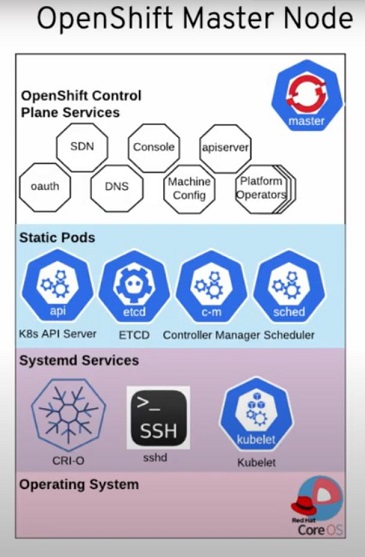 OpenShift Master Node
OpenShift Control
Plane Services
master
SDN
Console
apiserver
oauth
DNS
Machine
Config
Platform
Operators
Static Pods
api
etcd
c-m
sched
K8s API Server
ETCD
Controller Manager
Scheduler
Systemd Services
>_
SSH
kubelet
CRI-O
sshd
Kubelet
Operating System
Red Hat
CoreOS